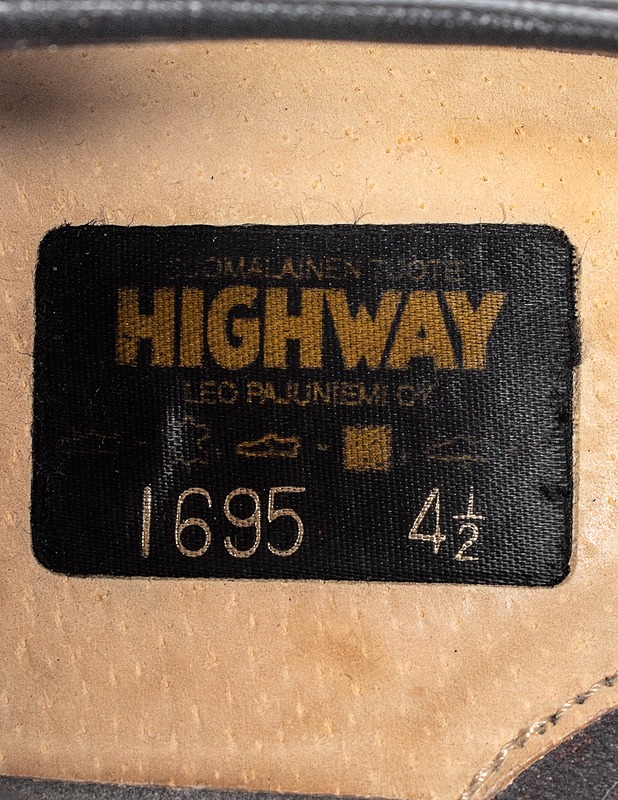 SUOMALAINEN TUOTE
HIGHWAY
LEO PAJUNIEMI OY
1695 4½